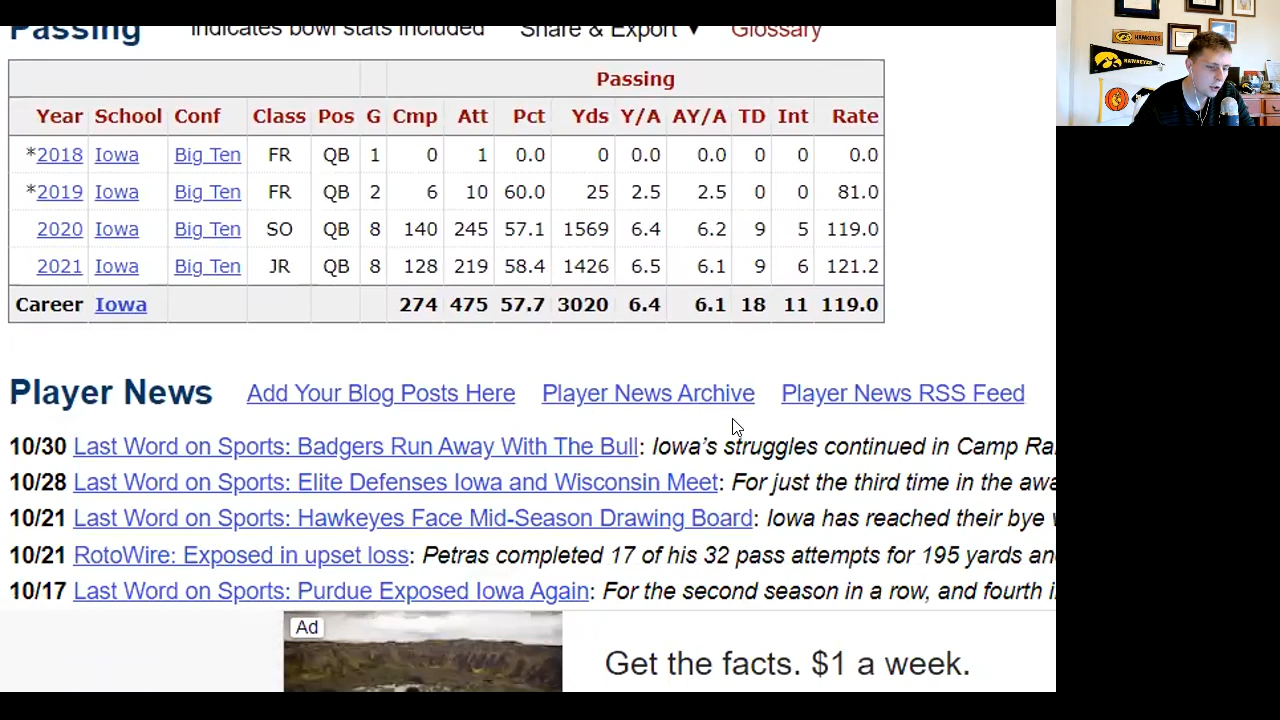 Passing indicates bowl stats included Share & Export ▼ Glossary
Passing
Year School Conf Class Pos G Cmp Att Pct Yds Y/A AY/A TD Int Rate
*2018 Iowa Big Ten FR QB 1 0 1 0.0 0 0.0 0.0 0 0 0.0
*2019 Iowa Big Ten FR QB 2 6 10 60.0 25 2.5 2.5 0 0 81.0
2020 Iowa Big Ten SO QB 8 140 245 57.1 1569 6.4 6.2 9 5 119.0
2021 Iowa Big Ten JR QB 8 128 219 58.4 1426 6.5 6.1 9 6 121.2
Career Iowa 274 475 57.7 3020 6.4 6.1 18 11 119.0
Player News Add Your Blog Posts Here Player News Archive Player News RSS Feed
10/30 Last Word on Sports: Badgers Run Away With The Bull: Iowa's struggles continued in Camp Ra
10/28 Last Word on Sports: Elite Defenses Iowa and Wisconsin Meet: For just the third time in the awa
10/21 Last Word on Sports: Hawkeyes Face Mid-Season Drawing Board: Iowa has reached their bye
10/21 RotoWire: Exposed in upset loss: Petras completed 17 of his 32 pass attempts for 195 yards an
10/17 Last Word on Sports: Purdue Exposed Iowa Again: For the second season in a row, and fourth
Ad
Get the facts. $1 a week.
HAWKEYES
HAWKEYES